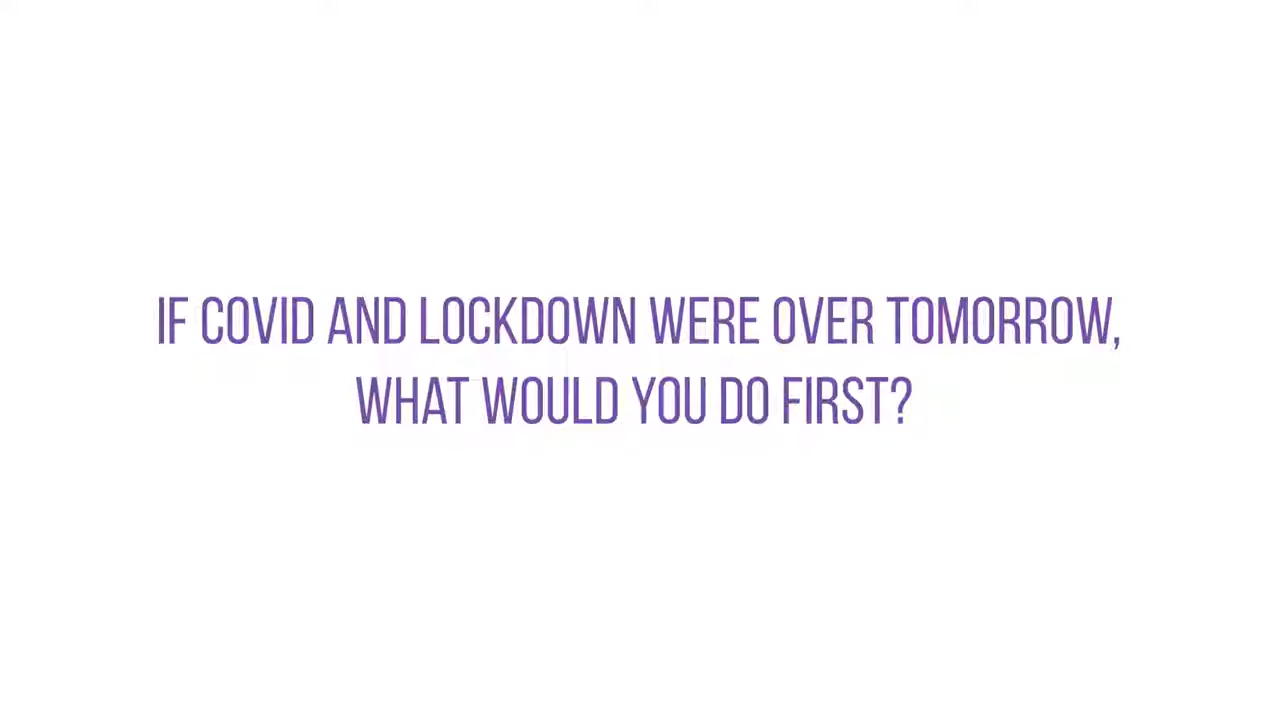 IF COVID AND LOCKDOWN WERE OVER TOMORROW,
WHAT WOULD YOU DO FIRST?